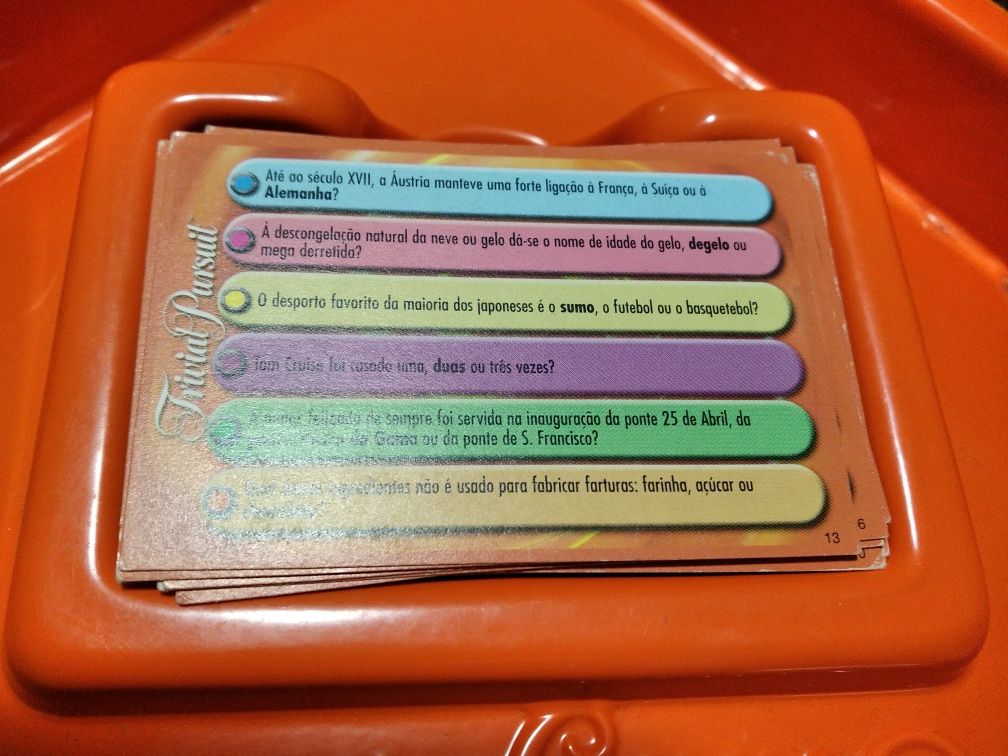 Trivial Pursuit
Até ao século XVII, a Áustria manteve uma forte ligação à França, à Suíça ou à
Alemanha?
À descongelação natural da neve ou gelo dá-se o nome de idade do gelo, degelo ou
mega derretida?
O desporto favorito da maioria dos japoneses é o sumo, o futebol ou o basquetebol?
Tom Cruise foi casado uma, duas ou três vezes?
A maior feijoada de sempre foi servida na inauguração da ponte 25 de Abril, da
ponte Vasco da Gama ou da ponte de S. Francisco?
ingredientes não é usado para fabricar farturas: farinha, açúcar ou
13
6